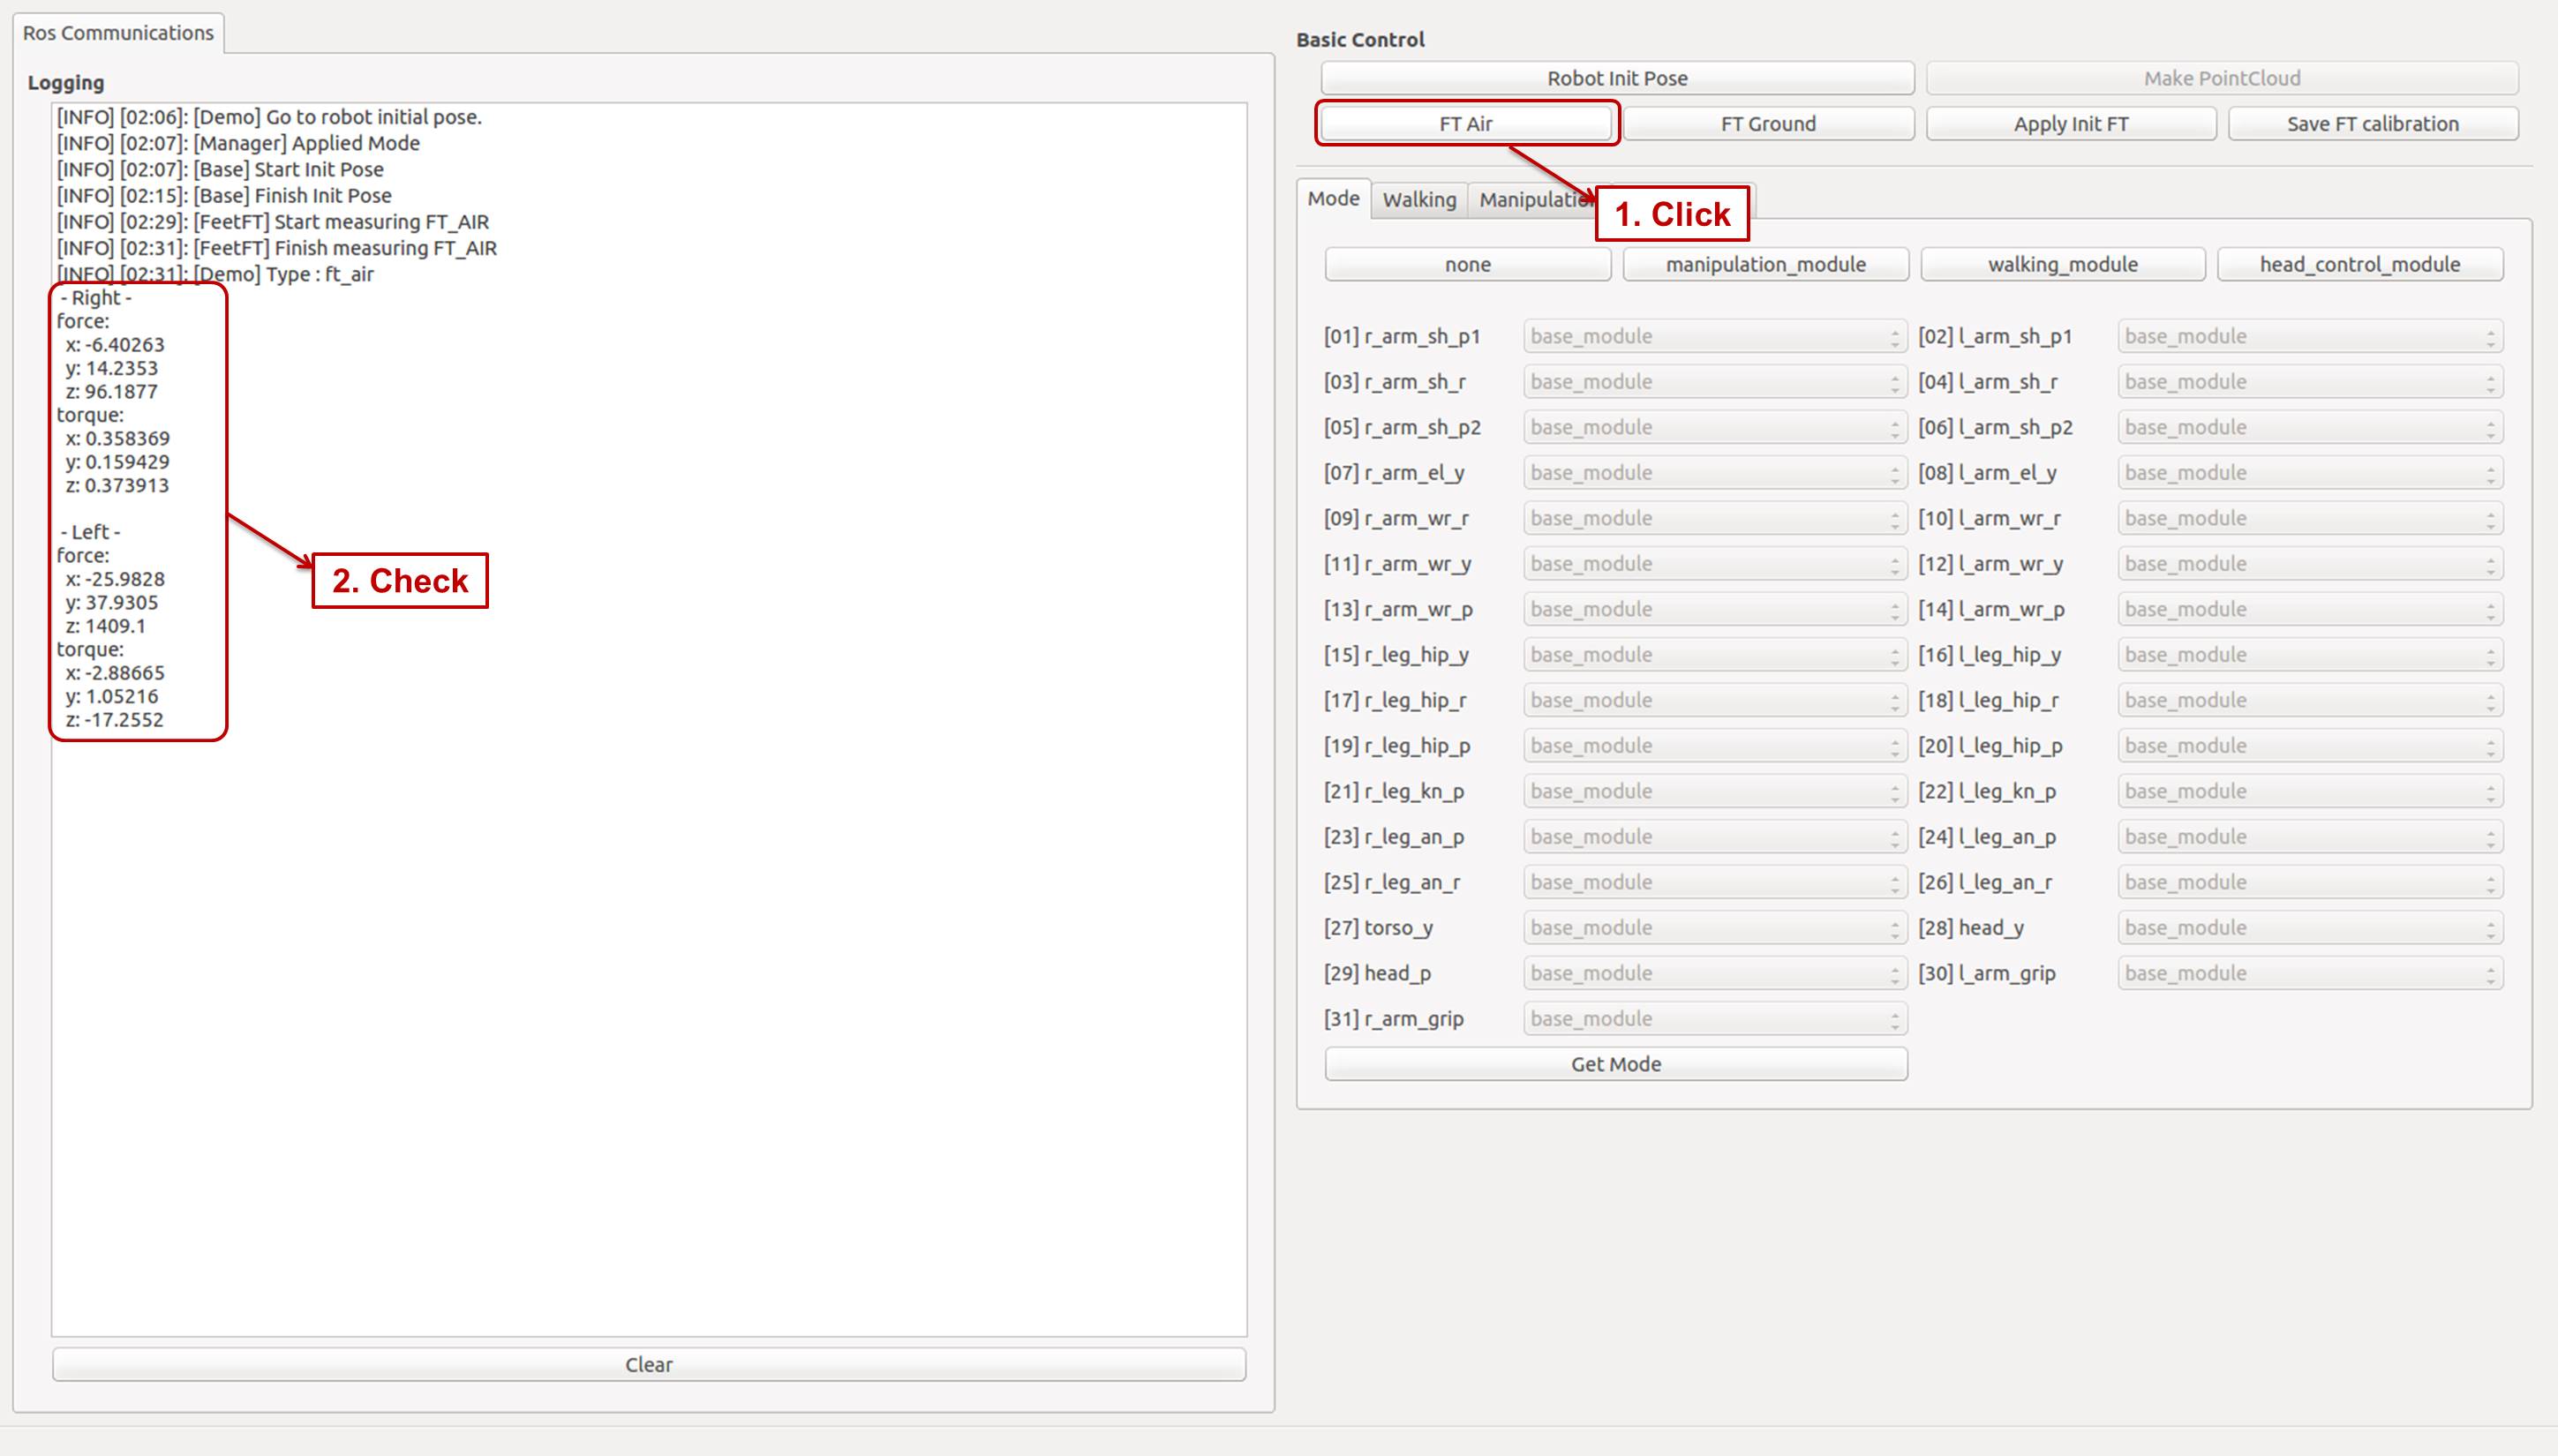 Ros Communications
Logging
[INFO] [02:06]: [Demo] Go to robot initial pose.
[INFO] [02:07]: [Manager] Applied Mode
[INFO] [02:07]: [Base] Start Init Pose
[INFO] [02:15]: [Base] Finish Init Pose
[INFO] [02:29]: [FeetFT] Start measuring FT_AIR
[INFO] [02:31]: [FeetFT] Finish measuring FT_AIR
[INFO] [02:31]: [Demo] Type : ft_air
- Right -
force:
x: -6.40263
y: 14.2353
z: 96.1877
torque:
x: 0.358369
y: 0.159429
z: 0.373913
- Left -
force:
x: -25.9828
y: 37.9305
z: 1409.1
torque:
x: -2.88665
y: 1.05216
z: -17.2552
2. Check
Clear
Basic Control
Robot Init Pose Make PointCloud
FT Air FT Ground Apply Init FT Save FT calibration
1. Click
Mode Walking
none manipulation_module walking_module head_control_module
[01] r_arm_sh_p1 base_module [02] l_arm_sh_p1 base_module
[03] r_arm_sh_r base_module [04] l_arm_sh_r base_module
[05] r_arm_sh_p2 base_module [06] l_arm_sh_p2 base_module
[07] r_arm_el_y base_module [08] l_arm_el_y base_module
[09] r_arm_wr_r base_module [10] l_arm_wr_r base_module
[11] r_arm_wr_y base_module [12] l_arm_wr_y base_module
[13] r_arm_wr_p base_module [14] l_arm_wr_p base_module
[15] r_leg_hip_y base_module [16] l_leg_hip_y base_module
[17] r_leg_hip_r base_module [18] l_leg_hip_r base_module
[19] r_leg_hip_p base_module [20] l_leg_hip_p base_module
[21] r_leg_kn_p base_module [22] l_leg_kn_p base_module
[23] r_leg_an_p base_module [24] l_leg_an_p base_module
[25] r_leg_an_r base_module [26] l_leg_an_r base_module
[27] torso_y base_module [28] head_y base_module
[29] head_p base_module [30] l_arm_grip base_module
[31] r_arm_grip base_module
Get Mode